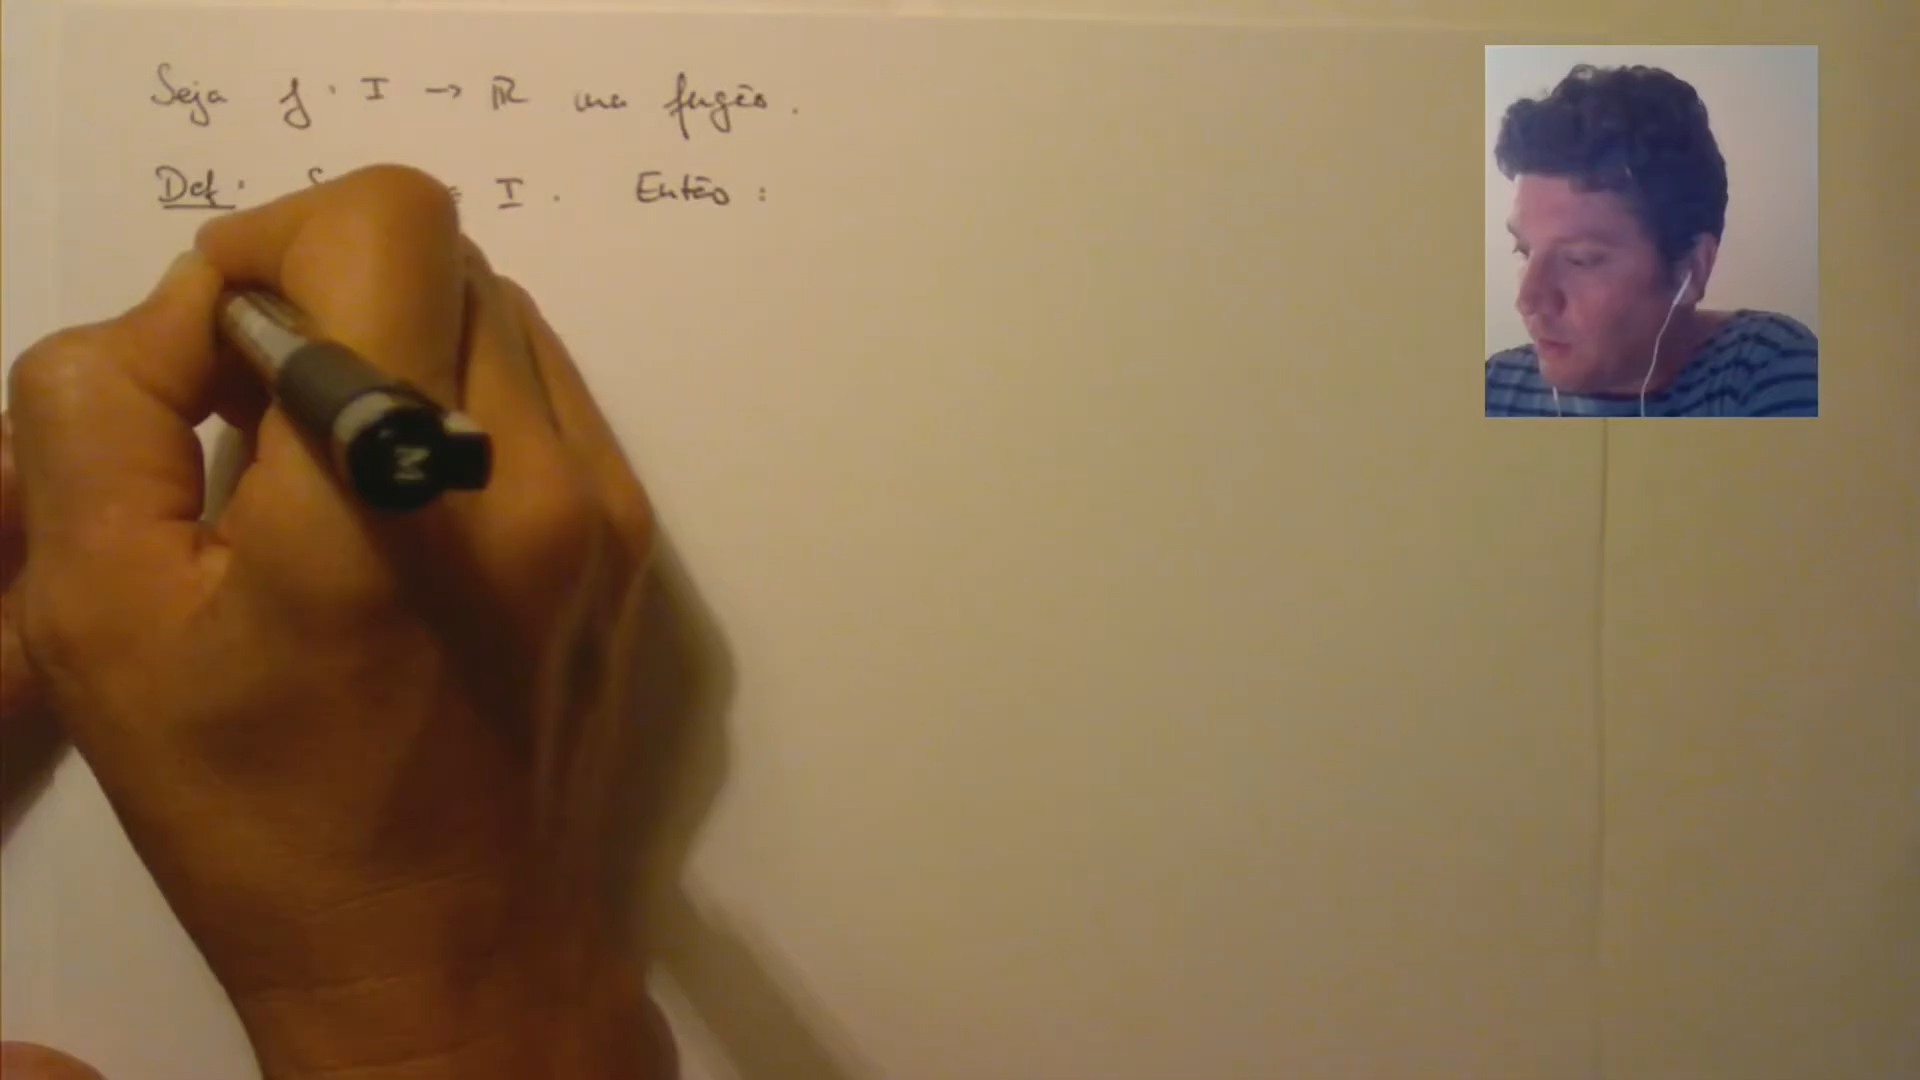 Seja f : I → ℝ uma função.
Def. I. Então:
M